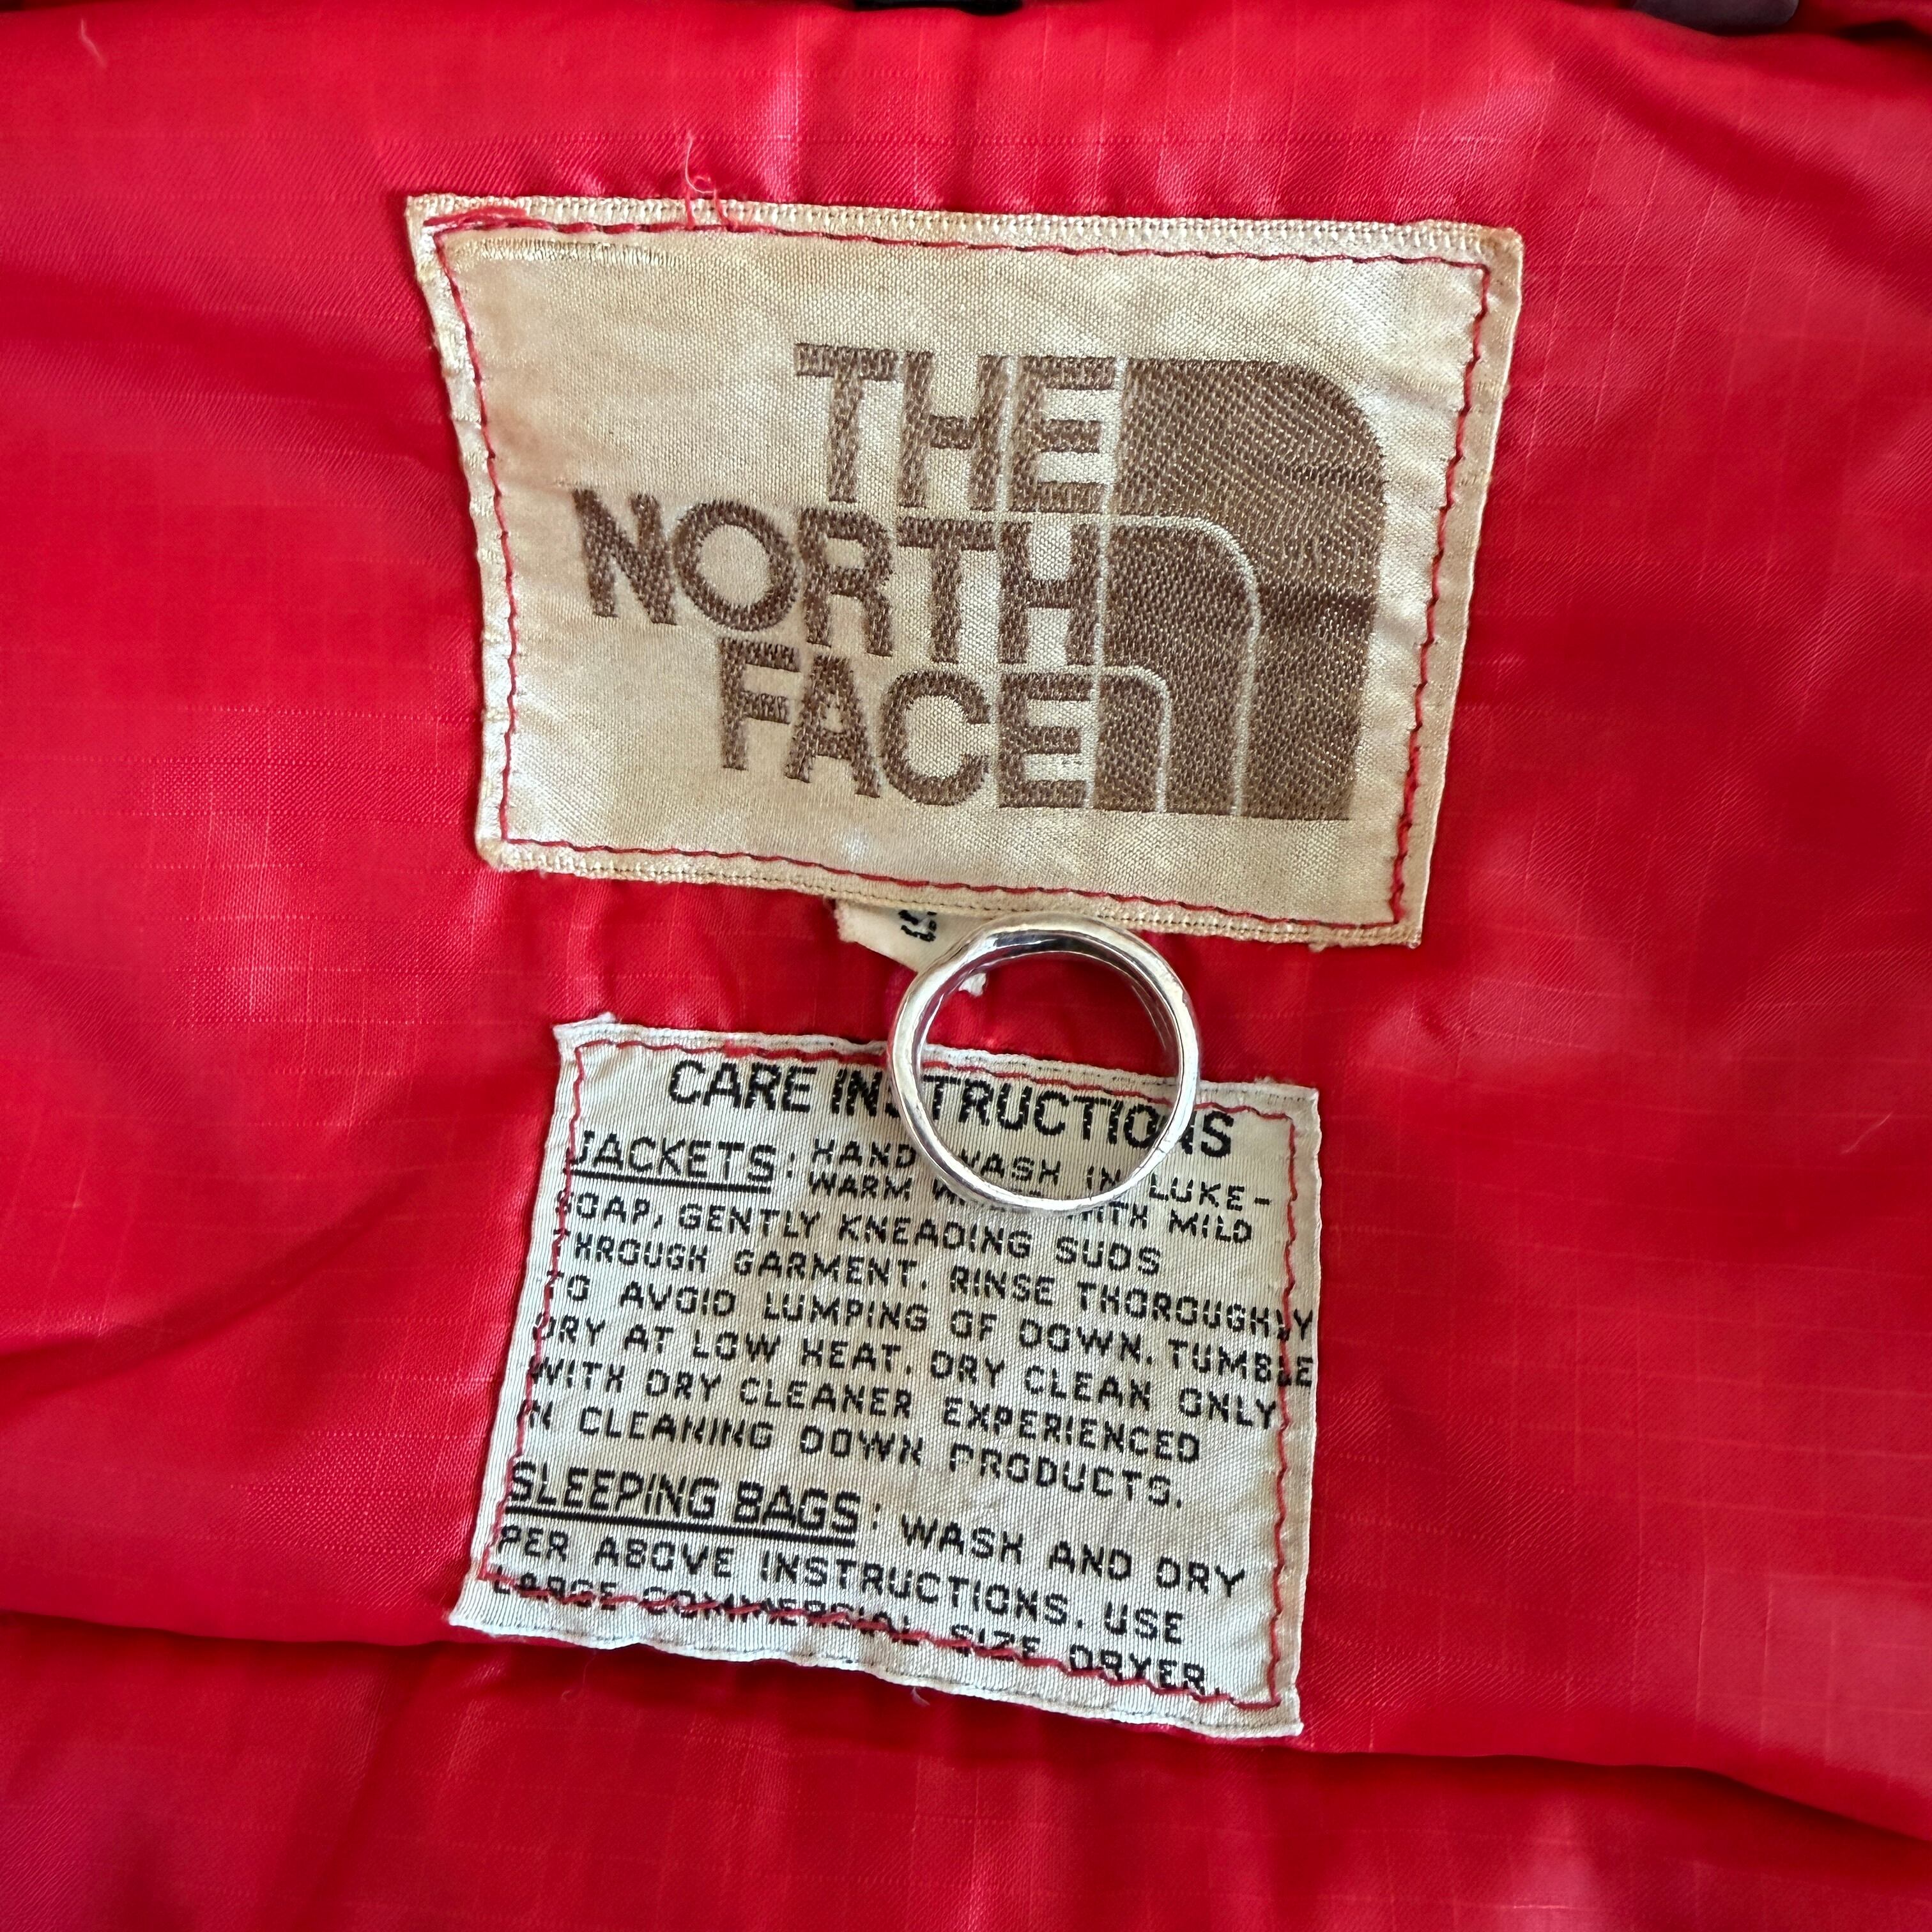 THE
NORTH
FACE
CARE INSTRUCTIONS
JACKETS: HAND WASH IN LUKE-
WARM WITH MILD
SOAP, GENTLY KNEADING SUDS
THROUGH GARMENT. RINSE THOROUGHLY
TO AVOID LUMPING OF DOWN. TUMBLE
DRY AT LOW HEAT. DRY CLEAN ONLY
WITH DRY CLEANER EXPERIENCED
IN CLEANING DOWN PRODUCTS.
SLEEPING BAGS: WASH AND DRY
PER ABOVE INSTRUCTIONS. USE
LARGE COMMERCIAL SIZE DRYER.